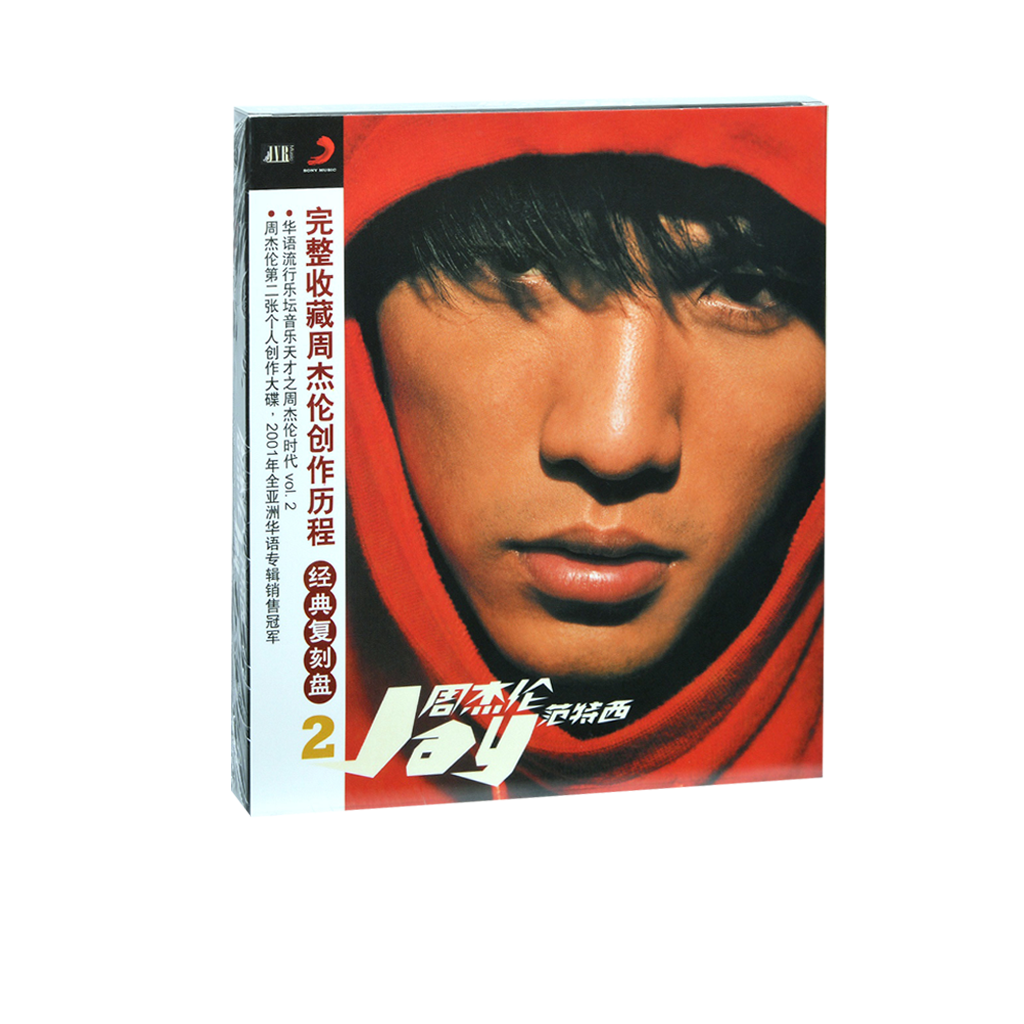 JVR
SONY MUSIC
完整收藏周杰伦创作历程
经典复刻盘
2
•华语流行乐坛音乐天才之周杰伦时代 vol. 2
•周杰伦第二张个人创作大碟·2001年全亚洲华语专辑销售冠军
周杰伦
Jay
范特西